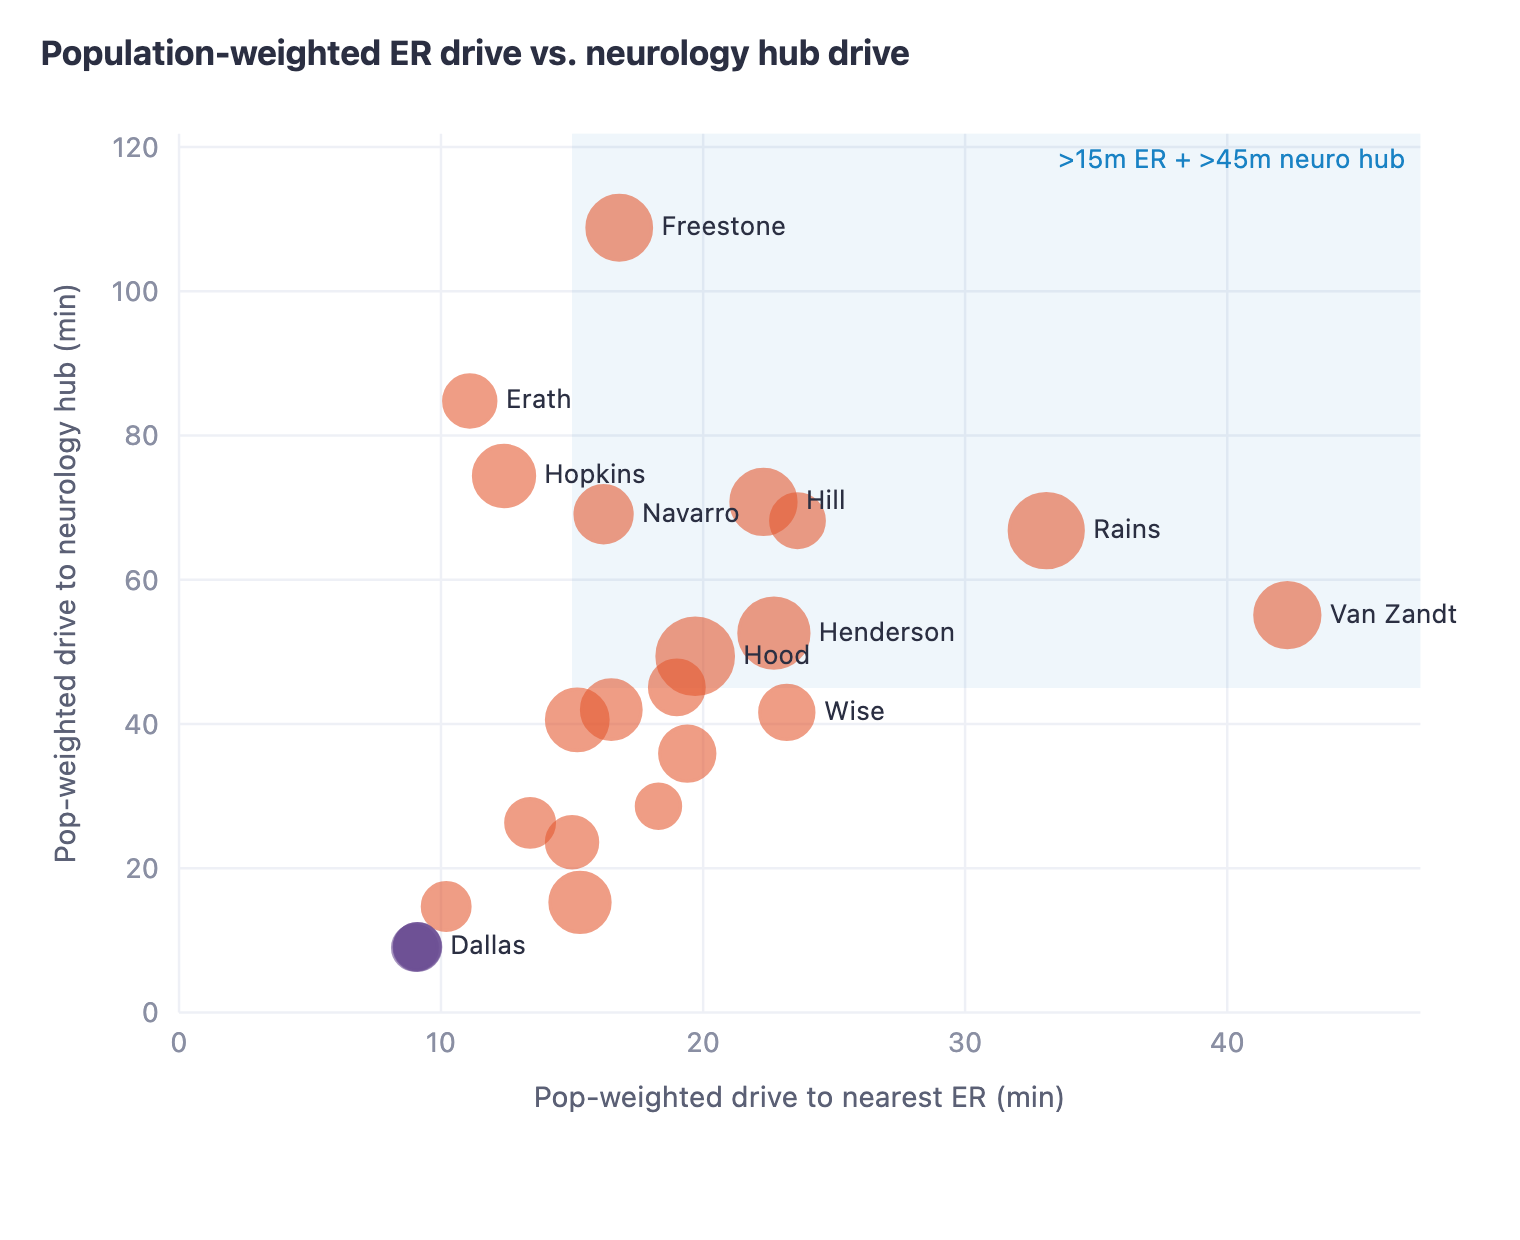 Population-weighted ER drive vs. neurology hub drive
>15m ER + >45m neuro hub
120
100
80
60
40
20
0
Pop-weighted drive to neurology hub (min)
Freestone
Erath
Hopkins
Navarro
Hill
Rains
Van Zandt
Henderson
Hood
Wise
Dallas
0
10
20
30
40
Pop-weighted drive to nearest ER (min)